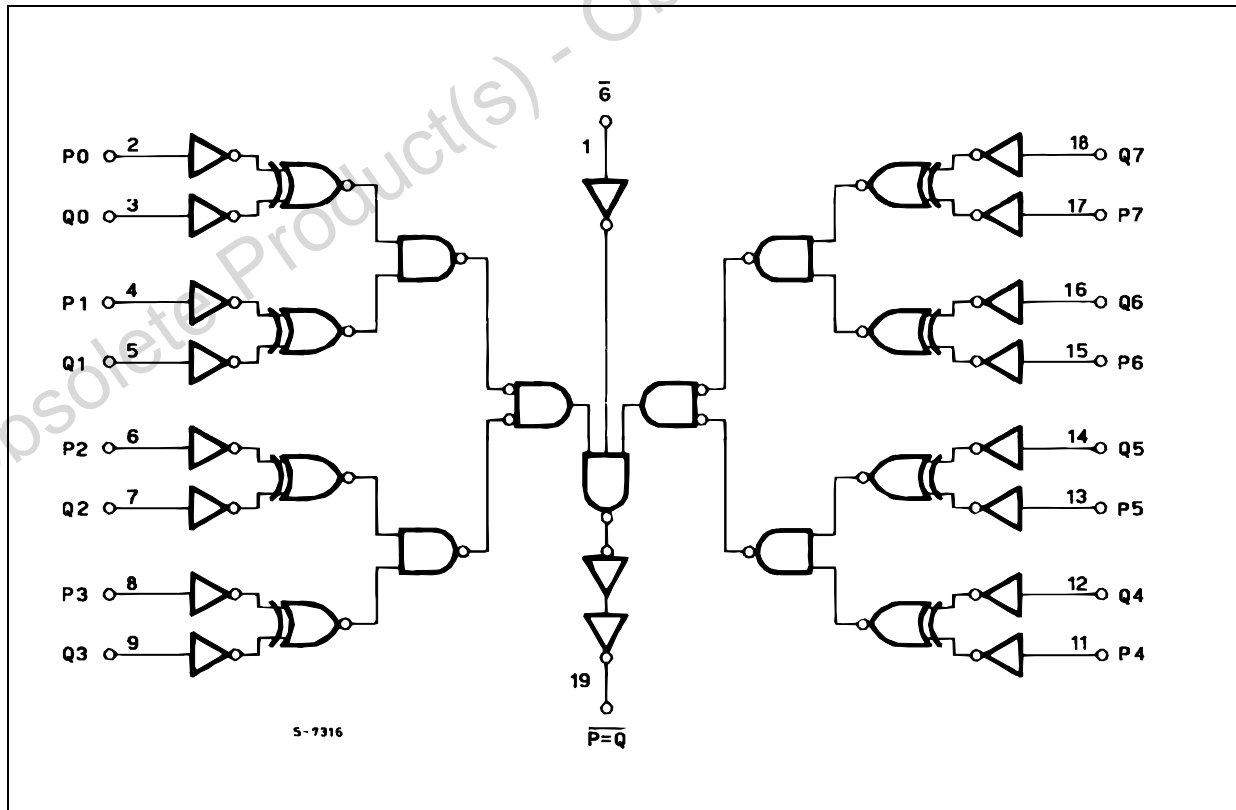 Obsolete Product(s) - Ob
G
1
P0 2
Q0 3
P1 4
Q1 5
P2 6
Q2 7
P3 8
Q3 9
18 Q7
17 P7
16 Q6
15 P6
14 Q5
13 P5
12 Q4
11 P4
19
P=Q
S-7316